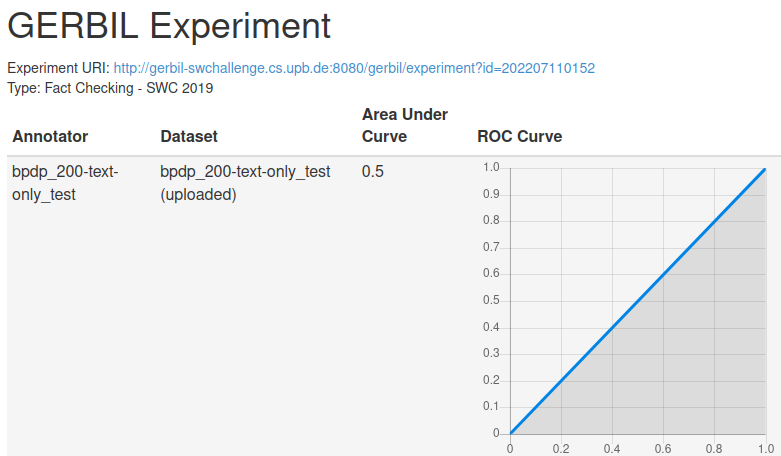 GERBIL Experiment
Experiment URI: http://gerbil-swchallenge.cs.upb.de:8080/gerbil/experiment?id=202207110152
Type: Fact Checking - SWC 2019
Annotator Dataset Area Under Curve ROC Curve
bpdp_200-text-only_test bpdp_200-text-only_test (uploaded) 0.5
1.0
0.9
0.8
0.7
0.6
0.5
0.4
0.3
0.2
0.1
0
0 0.2 0.4 0.6 0.8 1.0